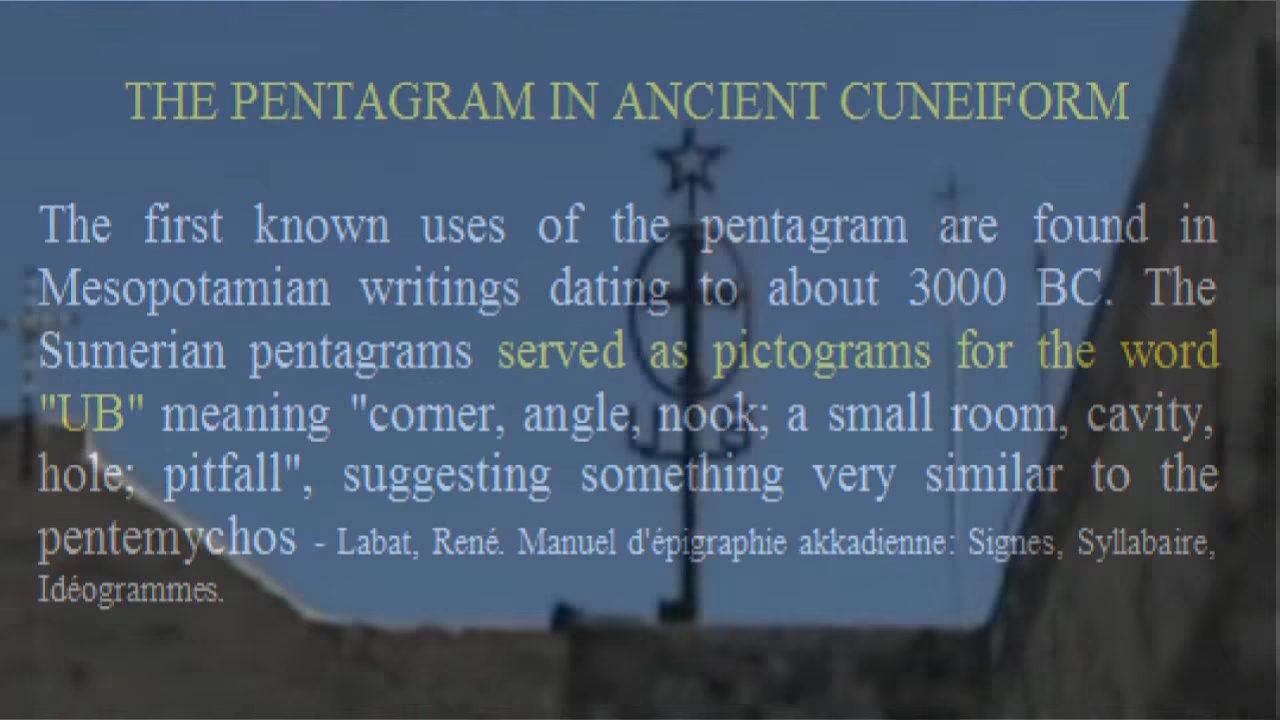 THE PENTAGRAM IN ANCIENT CUNEIFORM
The first known uses of the pentagram are found in
Mesopotamian writings dating to about 3000 BC. The
Sumerian pentagrams served as pictograms for the word
"UB" meaning "corner, angle, nook; a small room, cavity,
hole; pitfall", suggesting something very similar to the
pentemychos - Labat, René. Manuel d'épigraphie akkadienne: Signes, Syllabaire,
Idéogrammes.